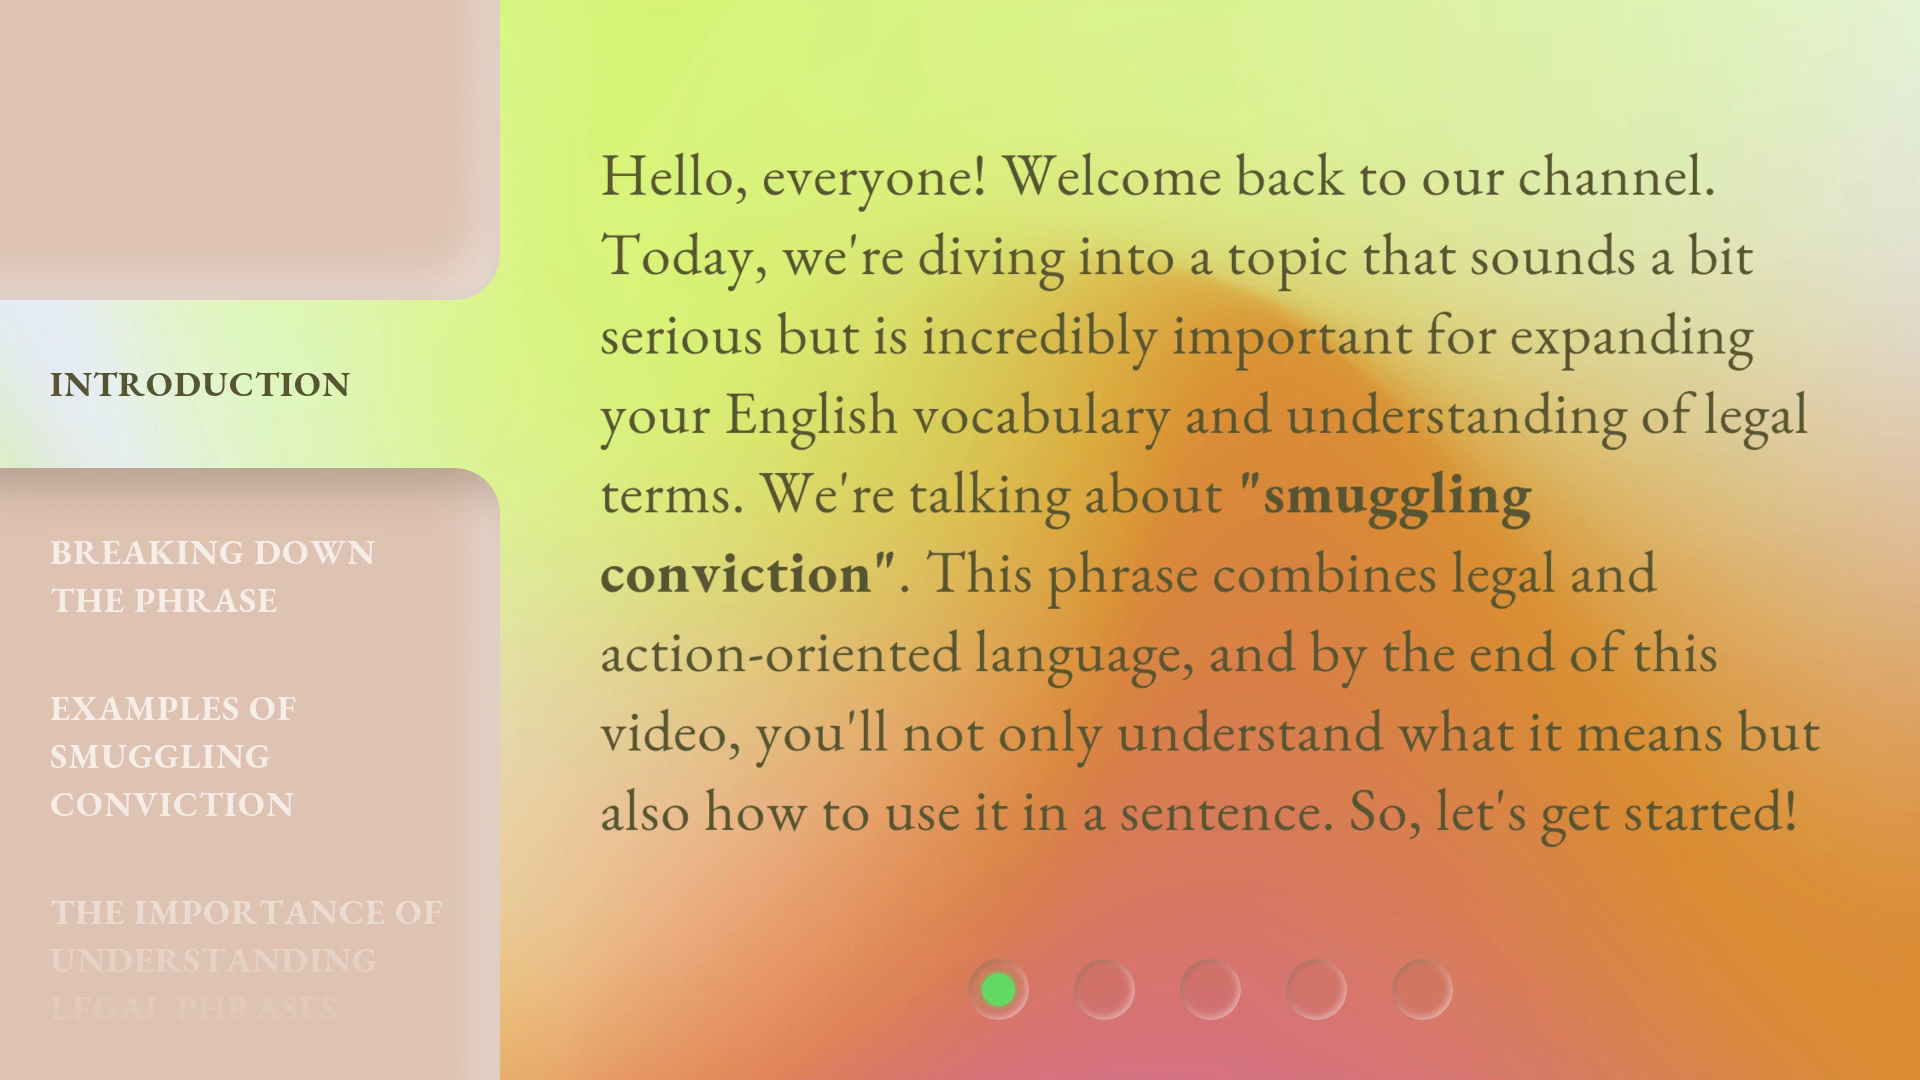 INTRODUCTION
BREAKING DOWN
THE PHRASE
EXAMPLES OF
SMUGGLING
CONVICTION
THE IMPORTANCE OF
UNDERSTANDING
LEGAL PHRASES
Hello, everyone! Welcome back to our channel.
Today, we're diving into a topic that sounds a bit
serious but is incredibly important for expanding
your English vocabulary and understanding of legal
terms. We're talking about "smuggling
conviction". This phrase combines legal and
action-oriented language, and by the end of this
video, you'll not only understand what it means but
also how to use it in a sentence. So, let's get started!